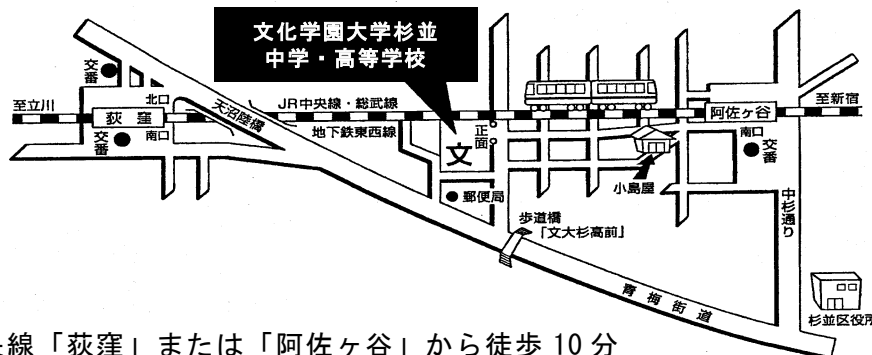 文化学園大学杉並
中学・高等学校
交番
北口
天沼陸橋
JR中央線・総武線
至立川
荻窪
阿佐ヶ谷
至新宿
南口
地下鉄東西線
正面
文
南口
交番
交番
小島屋
郵便局
中杉通り
歩道橋
「文大杉高前」
青梅街道
杉並区役所
線「荻窪」または「阿佐ヶ谷」から徒歩 10 分